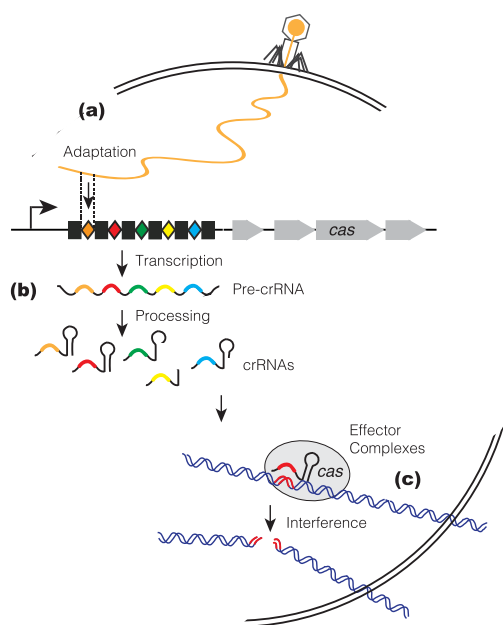 (a)
Adaptation
cas
Transcription
(b)
Pre-crRNA
Processing
crRNAs
Effector
Complexes
cas
(c)
Interference